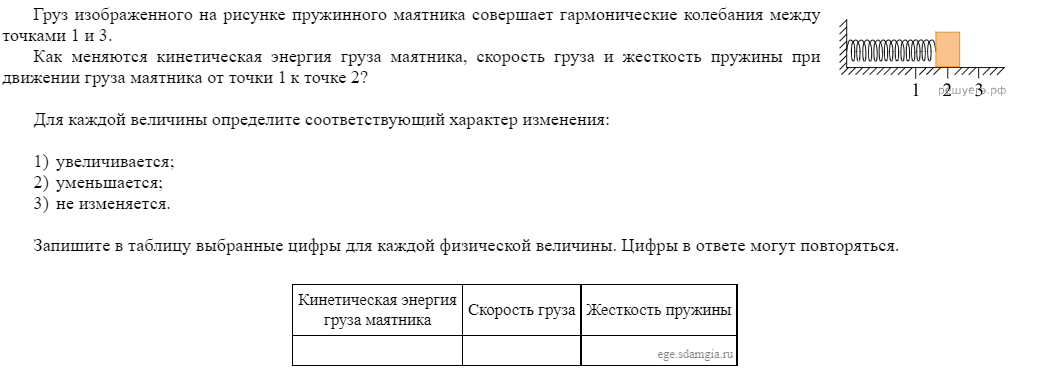 Груз изображенного на рисунке пружинного маятника совершает гармонические колебания между
точками 1 и 3.
Как меняются кинетическая энергия груза маятника, скорость груза и жесткость пружины при
движении груза маятника от точки 1 к точке 2?
1 2 3
решуегэ.рф
Для каждой величины определите соответствующий характер изменения:
1) увеличивается;
2) уменьшается;
3) не изменяется.
Запишите в таблицу выбранные цифры для каждой физической величины. Цифры в ответе могут повторяться.
Кинетическая энергия
груза маятника
Скорость груза
Жесткость пружины
ege.sdamgia.ru